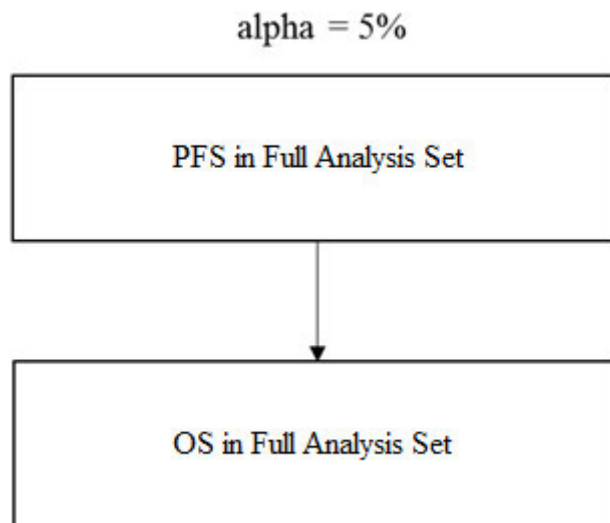 alpha = 5%
PFS in Full Analysis Set
OS in Full Analysis Set